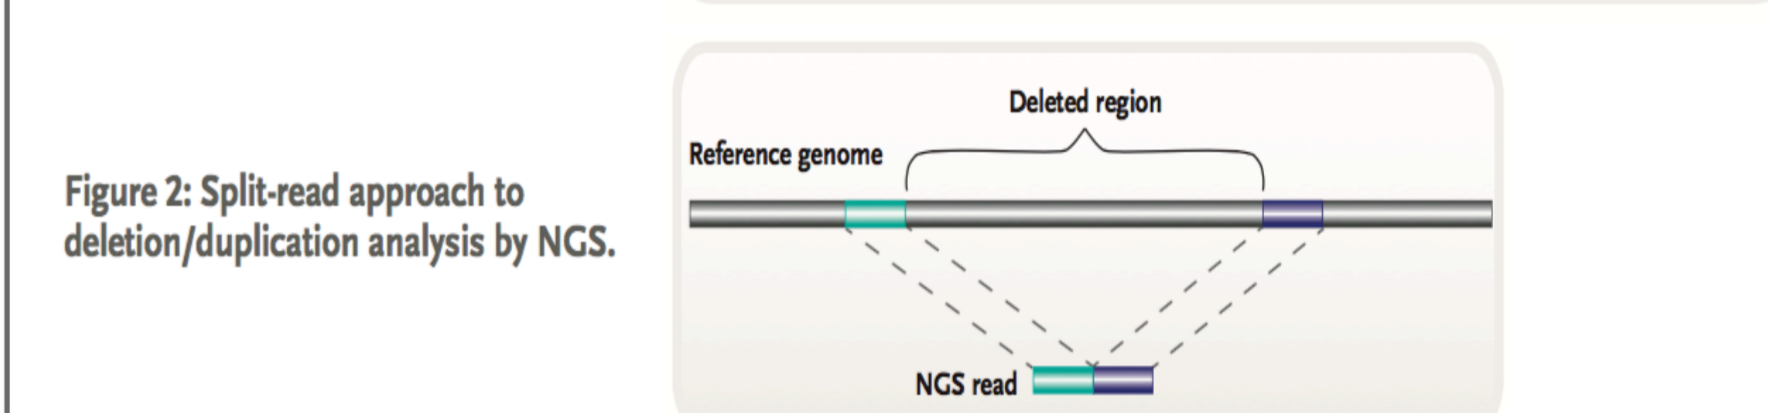 Figure 2: Split-read approach to
deletion/duplication analysis by NGS.
Deleted region
Reference genome
NGS read